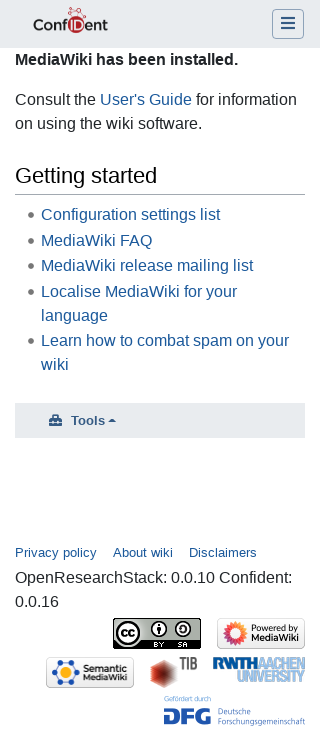 ConfIDent
MediaWiki has been installed.
Consult the User's Guide for information
on using the wiki software.
Getting started
Configuration settings list
MediaWiki FAQ
MediaWiki release mailing list
Localise MediaWiki for your
language
Learn how to combat spam on your
wiki
Tools
Privacy policy About wiki Disclaimers
OpenResearchStack: 0.0.10 Confident:
0.0.16
cc BY SA
Powered by
MediaWiki
Semantic
MediaWiki
TIB
RWTHAACHEN
UNIVERSITY
Gefördert durch
DFG Deutsche
Forschungsgemeinschaft